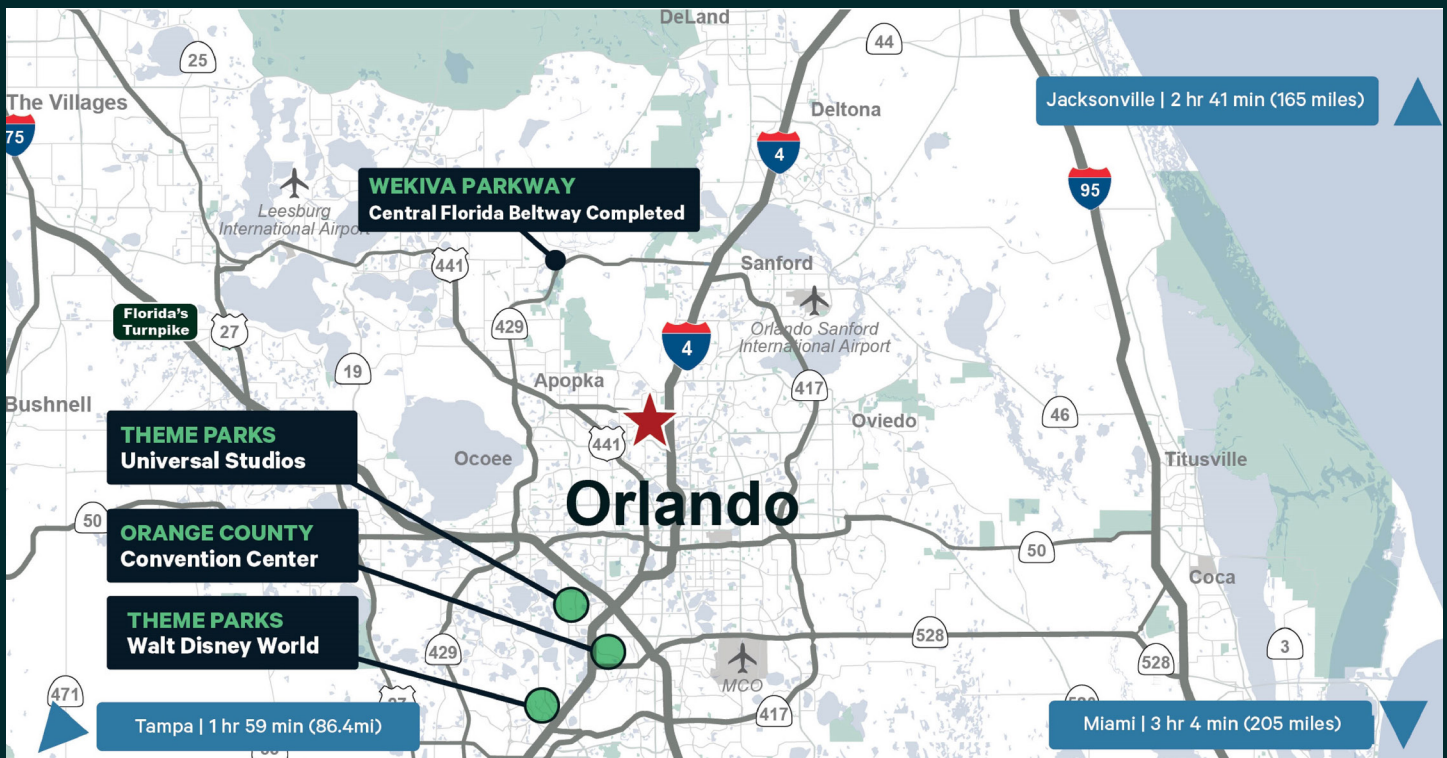 DeLand
44
25
The Villages
Jacksonville | 2 hr 41 min (165 miles)
Deltona
75
4
WEKIVA PARKWAY
Central Florida Beltway Completed
95
Leesburg
International Airport
441
Sanford
Florida's
Turnpike
27
429
Orlando Sanford
International Airport
4
19
Apopka
417
Bushnell
46
Oviedo
THEME PARKS
Universal Studios
441
Ocoee
Titusville
Orlando
50
ORANGE COUNTY
Convention Center
50
Coca
THEME PARKS
Walt Disney World
429
528
3
528
MCO
471
27
417
Tampa | 1 hr 59 min (86.4mi)
Miami | 3 hr 4 min (205 miles)